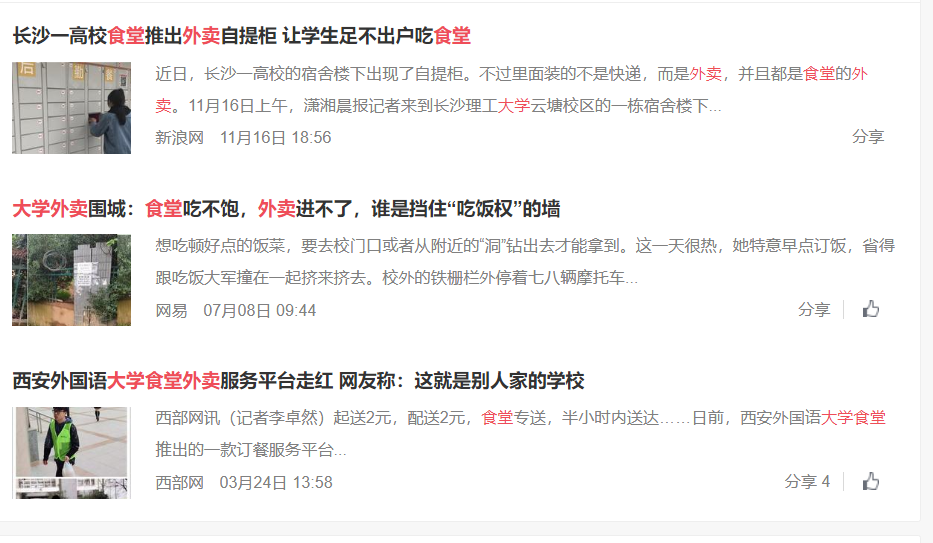 长沙一高校食堂推出外卖自提柜 让学生足不出户吃食堂
近日，长沙一高校的宿舍楼下出现了自提柜。不过里面装的不是快递，而是外卖，并且都是食堂的外
卖。11月16日上午，潇湘晨报记者来到长沙理工大学云塘校区的一栋宿舍楼下...
新浪网 11月16日 18:56 分享
大学外卖围城：食堂吃不饱，外卖进不了，谁是挡住“吃饭权”的墙
想吃顿好点的饭菜，要去校门口或者从附近的“洞”钻出去才能拿到。这一天很热，她特意早点订饭，省得
跟吃饭大军撞在一起挤来挤去。校外的铁栅栏外停着七八辆摩托车...
网易 07月08日 09:44 分享
西安外国语大学食堂外卖服务平台走红 网友称：这就是别人家的学校
西部网讯（记者李卓然）起送2元，配送2元，食堂专送，半小时内送达……日前，西安外国语大学食堂
推出的一款订餐服务平台...
西部网 03月24日 13:58 分享 4